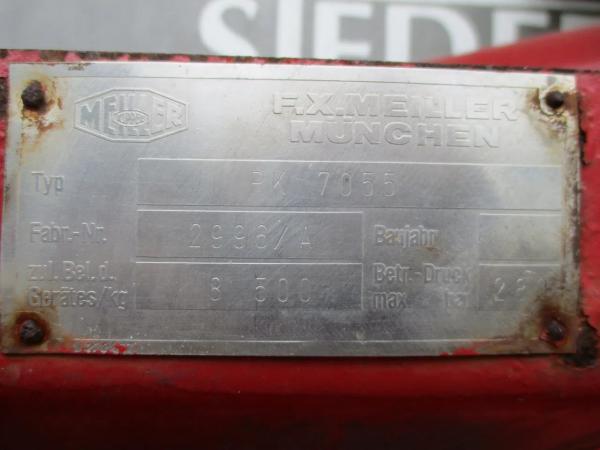 MEILLER
F.X.MEILLER
MÜNCHEN
Typ PK 7055
Fabr.-Nr. 2998/A Baujahr
zul. Bel. d. Betr.-Druck
Gerätes/kg 8 500 max. bar